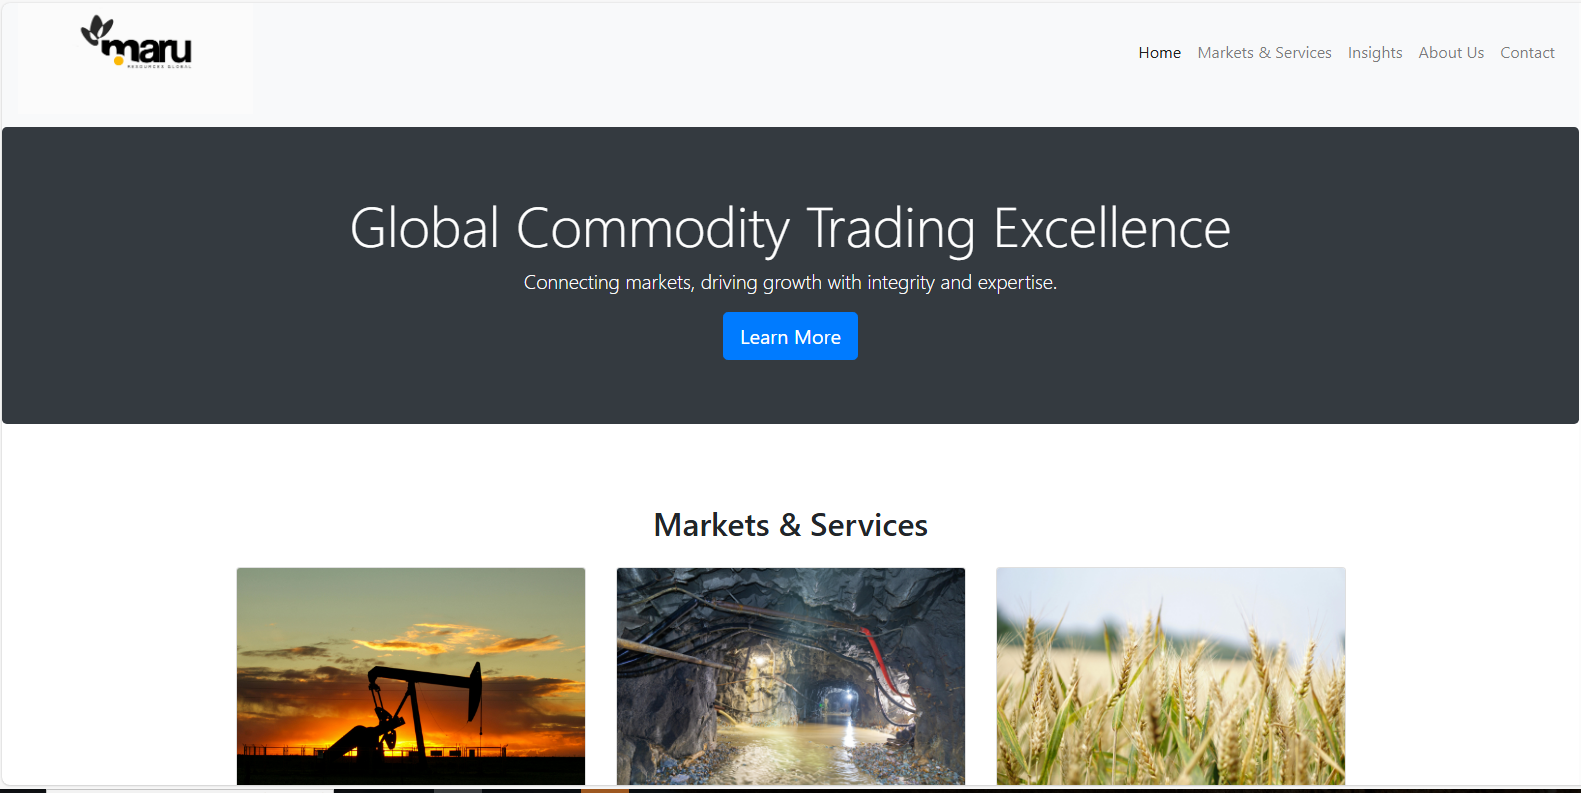 maru
RESOURCES GLOBAL
Home Markets & Services Insights About Us Contact
Global Commodity Trading Excellence
Connecting markets, driving growth with integrity and expertise.
Learn More
Markets & Services